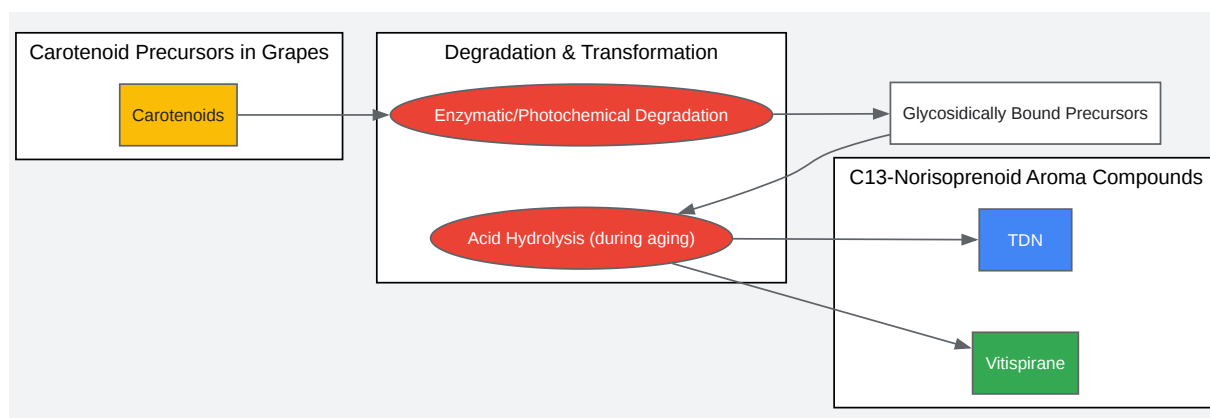 Carotenoid Precursors in Grapes
Carotenoids
Degradation & Transformation
Enzymatic/Photochemical Degradation
Acid Hydrolysis (during aging)
Glycosidically Bound Precursors
C13-Norisoprenoid Aroma Compounds
TDN
Vitispirane